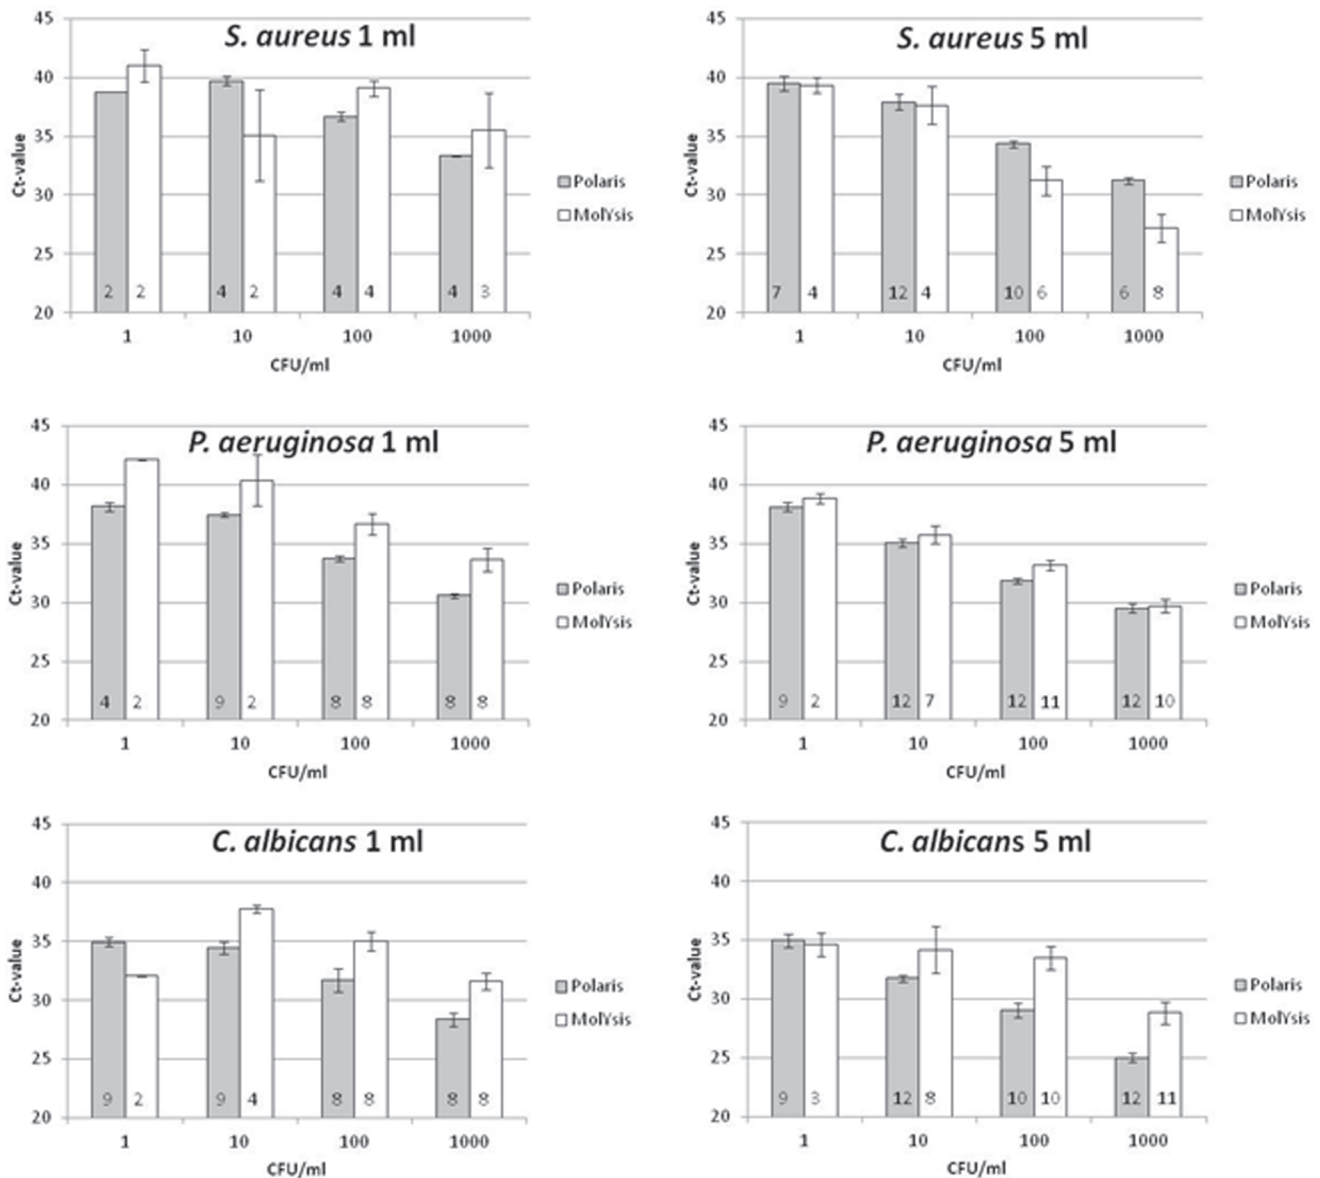 S. aureus 1 ml
45
40
35
30
25
20
Ct-value
2 2 4 2 4 4 4 3
1 10 100 1000
CFU/ml
Polaris
MolYsis
S. aureus 5 ml
45
40
35
30
25
20
Ct-value
7 4 12 4 10 6 6 8
1 10 100 1000
CFU/ml
Polaris
MolYsis
P. aeruginosa 1 ml
45
40
35
30
25
20
Ct-value
4 2 9 2 8 8 8 8
1 10 100 1000
CFU/ml
Polaris
MolYsis
P. aeruginosa 5 ml
45
40
35
30
25
20
Ct-value
9 2 12 7 12 11 12 10
1 10 100 1000
CFU/ml
Polaris
MolYsis
C. albicans 1 ml
45
40
35
30
25
20
Ct-value
9 2 9 4 8 8 8 8
1 10 100 1000
CFU/ml
Polaris
MolYsis
C. albicans 5 ml
45
40
35
30
25
20
Ct-value
9 3 12 8 10 10 12 11
1 10 100 1000
CFU/ml
Polaris
MolYsis